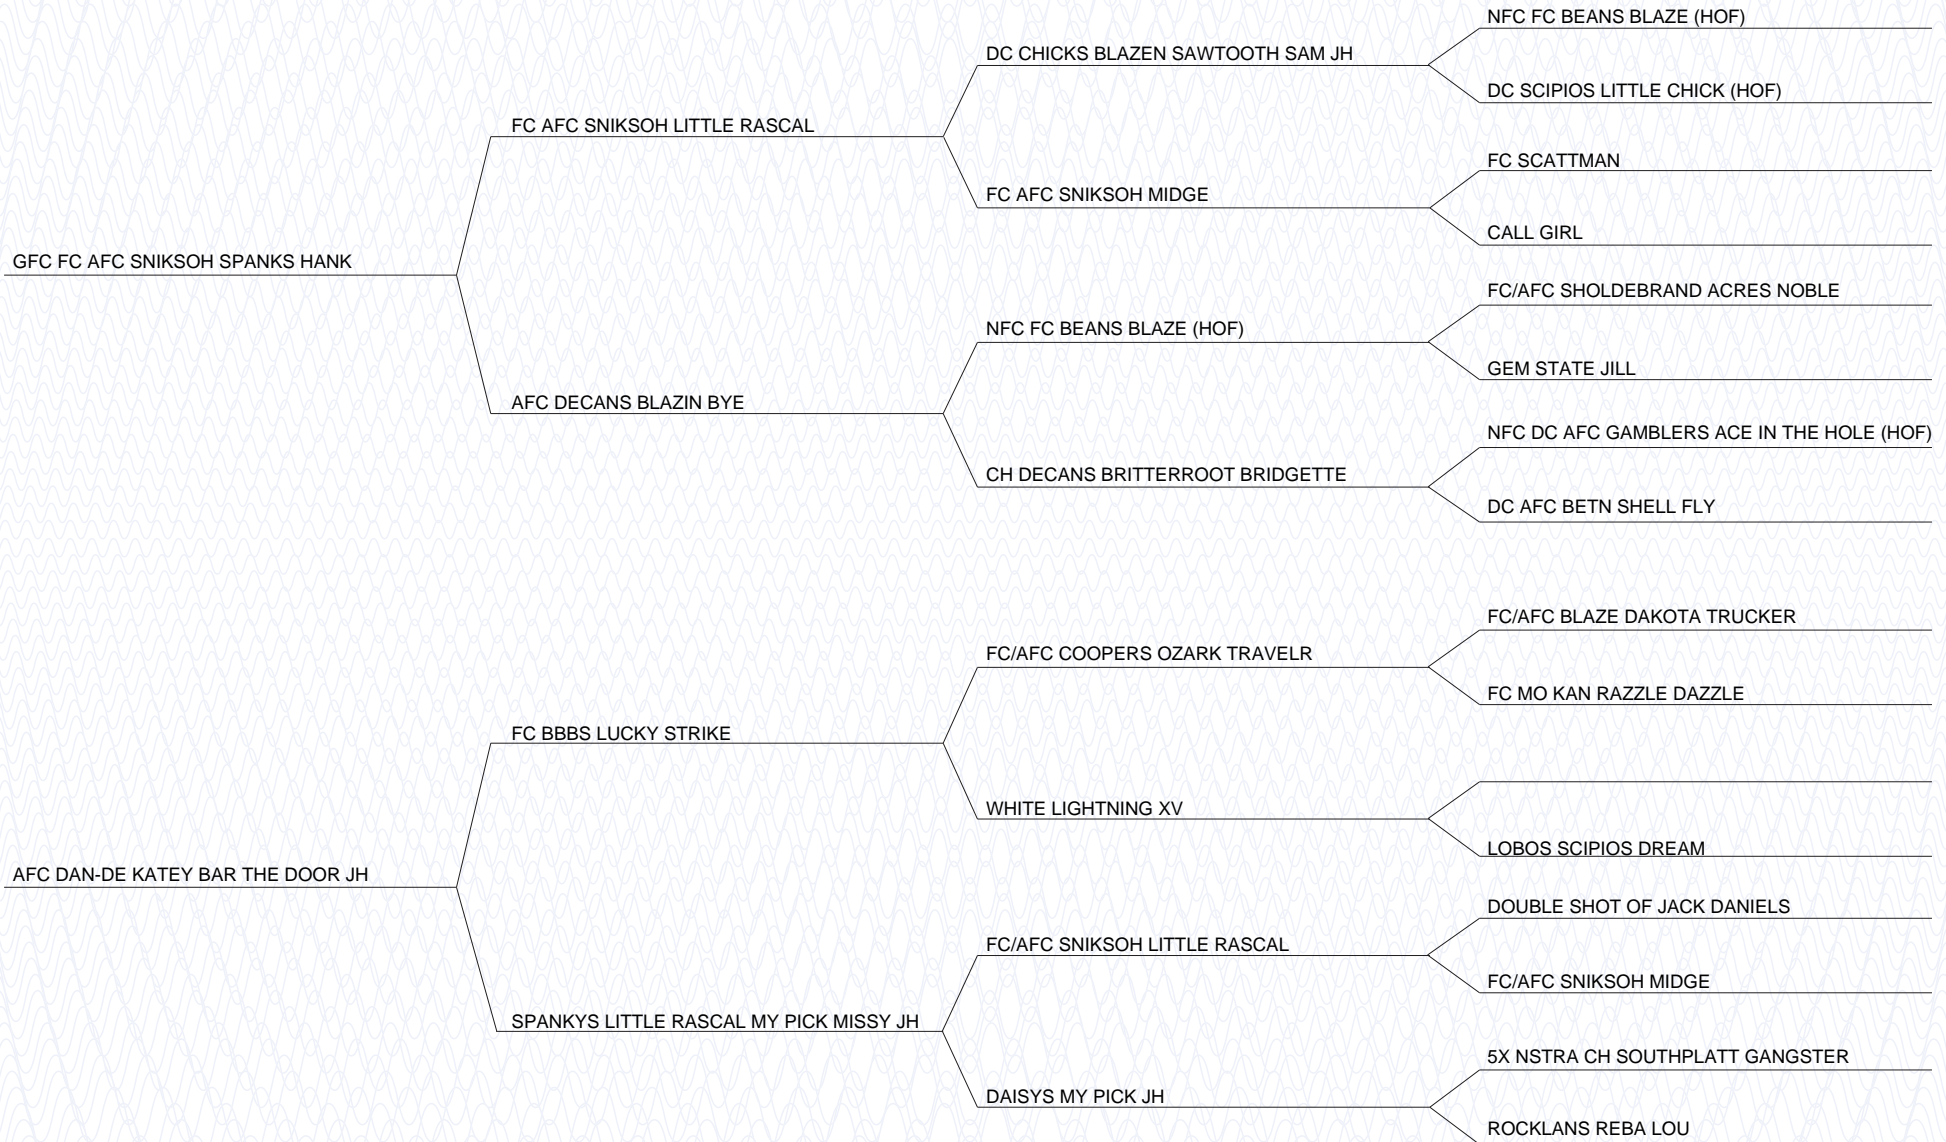 NFC FC BEANS BLAZE (HOF)
DC CHICKS BLAZEN SAWTOOTH SAM JH
DC SCIPIOS LITTLE CHICK (HOF)
FC AFC SNIKSOH LITTLE RASCAL
FC SCATTMAN
FC AFC SNIKSOH MIDGE
CALL GIRL
GFC FC AFC SNIKSOH SPANKS HANK
FC/AFC SHOLDEBRAND ACRES NOBLE
NFC FC BEANS BLAZE (HOF)
GEM STATE JILL
AFC DECANS BLAZIN BYE
NFC DC AFC GAMBLERS ACE IN THE HOLE (HOF)
CH DECANS BRITTERROOT BRIDGETTE
DC AFC BETN SHELL FLY
FC/AFC BLAZE DAKOTA TRUCKER
FC/AFC COOPERS OZARK TRAVELR
FC MO KAN RAZZLE DAZZLE
FC BBBS LUCKY STRIKE
WHITE LIGHTNING XV
LOBOS SCIPIOS DREAM
AFC DAN-DE KATEY BAR THE DOOR JH
DOUBLE SHOT OF JACK DANIELS
FC/AFC SNIKSOH LITTLE RASCAL
FC/AFC SNIKSOH MIDGE
SPANKYS LITTLE RASCAL MY PICK MISSY JH
5X NSTRA CH SOUTHPLATT GANGSTER
DAISYS MY PICK JH
ROCKLANS REBA LOU